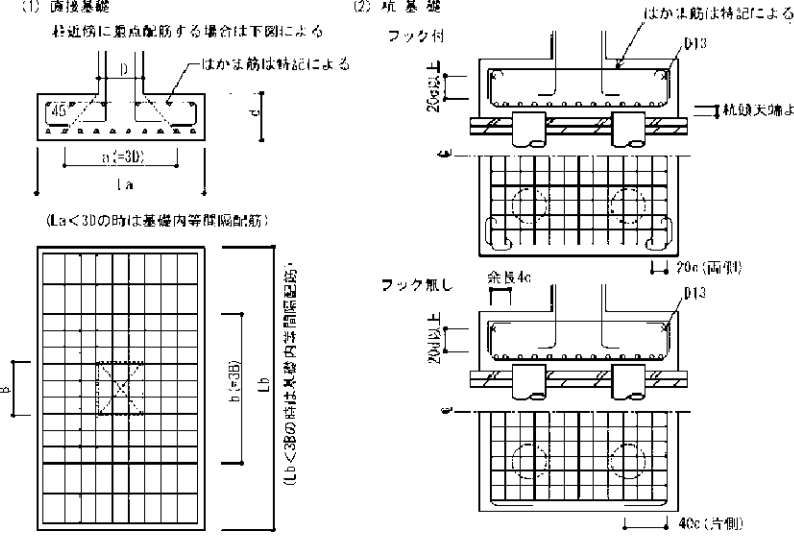 (1) 直接基礎
柱近傍に重点配筋する場合は下図による
D
はかま筋は特記による
45°
d
a(=3D)
La
(La<3Dの時は基礎内等間隔配筋)
B
b(=3B)
Lb
(Lb<3Bの時は基礎内等間隔配筋)
(2) 杭基礎
フック付
はかま筋は特記による
D13
20d以上
杭頭天端よ
20d(両側)
フック無し
余長4d
D13
20d以上
40d(片側)